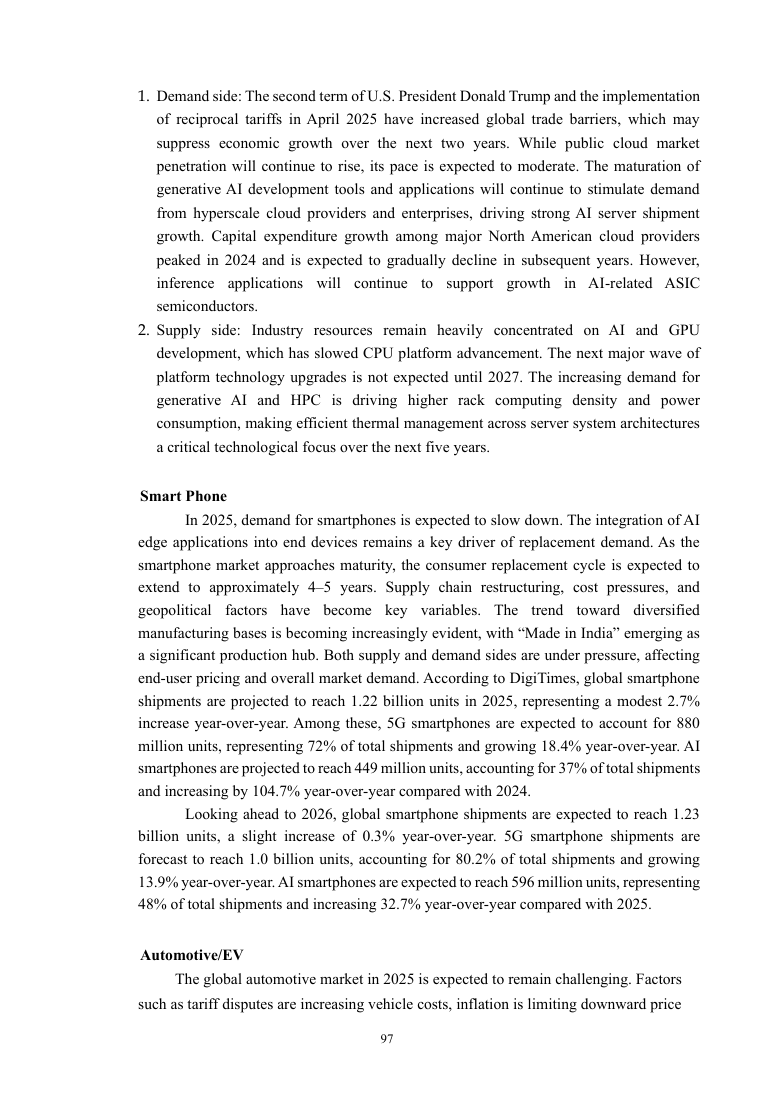 1. Demand side: The second term of U.S. President Donald Trump and the implementation
of reciprocal tariffs in April 2025 have increased global trade barriers, which may
suppress economic growth over the next two years. While public cloud market
penetration will continue to rise, its pace is expected to moderate. The maturation of
generative AI development tools and applications will continue to stimulate demand
from hyperscale cloud providers and enterprises, driving strong AI server shipment
growth. Capital expenditure growth among major North American cloud providers
peaked in 2024 and is expected to gradually decline in subsequent years. However,
inference applications will continue to support growth in AI-related ASIC
semiconductors.
2. Supply side: Industry resources remain heavily concentrated on AI and GPU
development, which has slowed CPU platform advancement. The next major wave of
platform technology upgrades is not expected until 2027. The increasing demand for
generative AI and HPC is driving higher rack computing density and power
consumption, making efficient thermal management across server system architectures
a critical technological focus over the next five years.
Smart Phone
In 2025, demand for smartphones is expected to slow down. The integration of AI
edge applications into end devices remains a key driver of replacement demand. As the
smartphone market approaches maturity, the consumer replacement cycle is expected to
extend to approximately 4–5 years. Supply chain restructuring, cost pressures, and
geopolitical factors have become key variables. The trend toward diversified
manufacturing bases is becoming increasingly evident, with “Made in India” emerging as
a significant production hub. Both supply and demand sides are under pressure, affecting
end-user pricing and overall market demand. According to DigiTimes, global smartphone
shipments are projected to reach 1.22 billion units in 2025, representing a modest 2.7%
increase year-over-year. Among these, 5G smartphones are expected to account for 880
million units, representing 72% of total shipments and growing 18.4% year-over-year. AI
smartphones are projected to reach 449 million units, accounting for 37% of total shipments
and increasing by 104.7% year-over-year compared with 2024.
Looking ahead to 2026, global smartphone shipments are expected to reach 1.23
billion units, a slight increase of 0.3% year-over-year. 5G smartphone shipments are
forecast to reach 1.0 billion units, accounting for 80.2% of total shipments and growing
13.9% year-over-year. AI smartphones are expected to reach 596 million units, representing
48% of total shipments and increasing 32.7% year-over-year compared with 2025.
Automotive/EV
The global automotive market in 2025 is expected to remain challenging. Factors
such as tariff disputes are increasing vehicle costs, inflation is limiting downward price
97